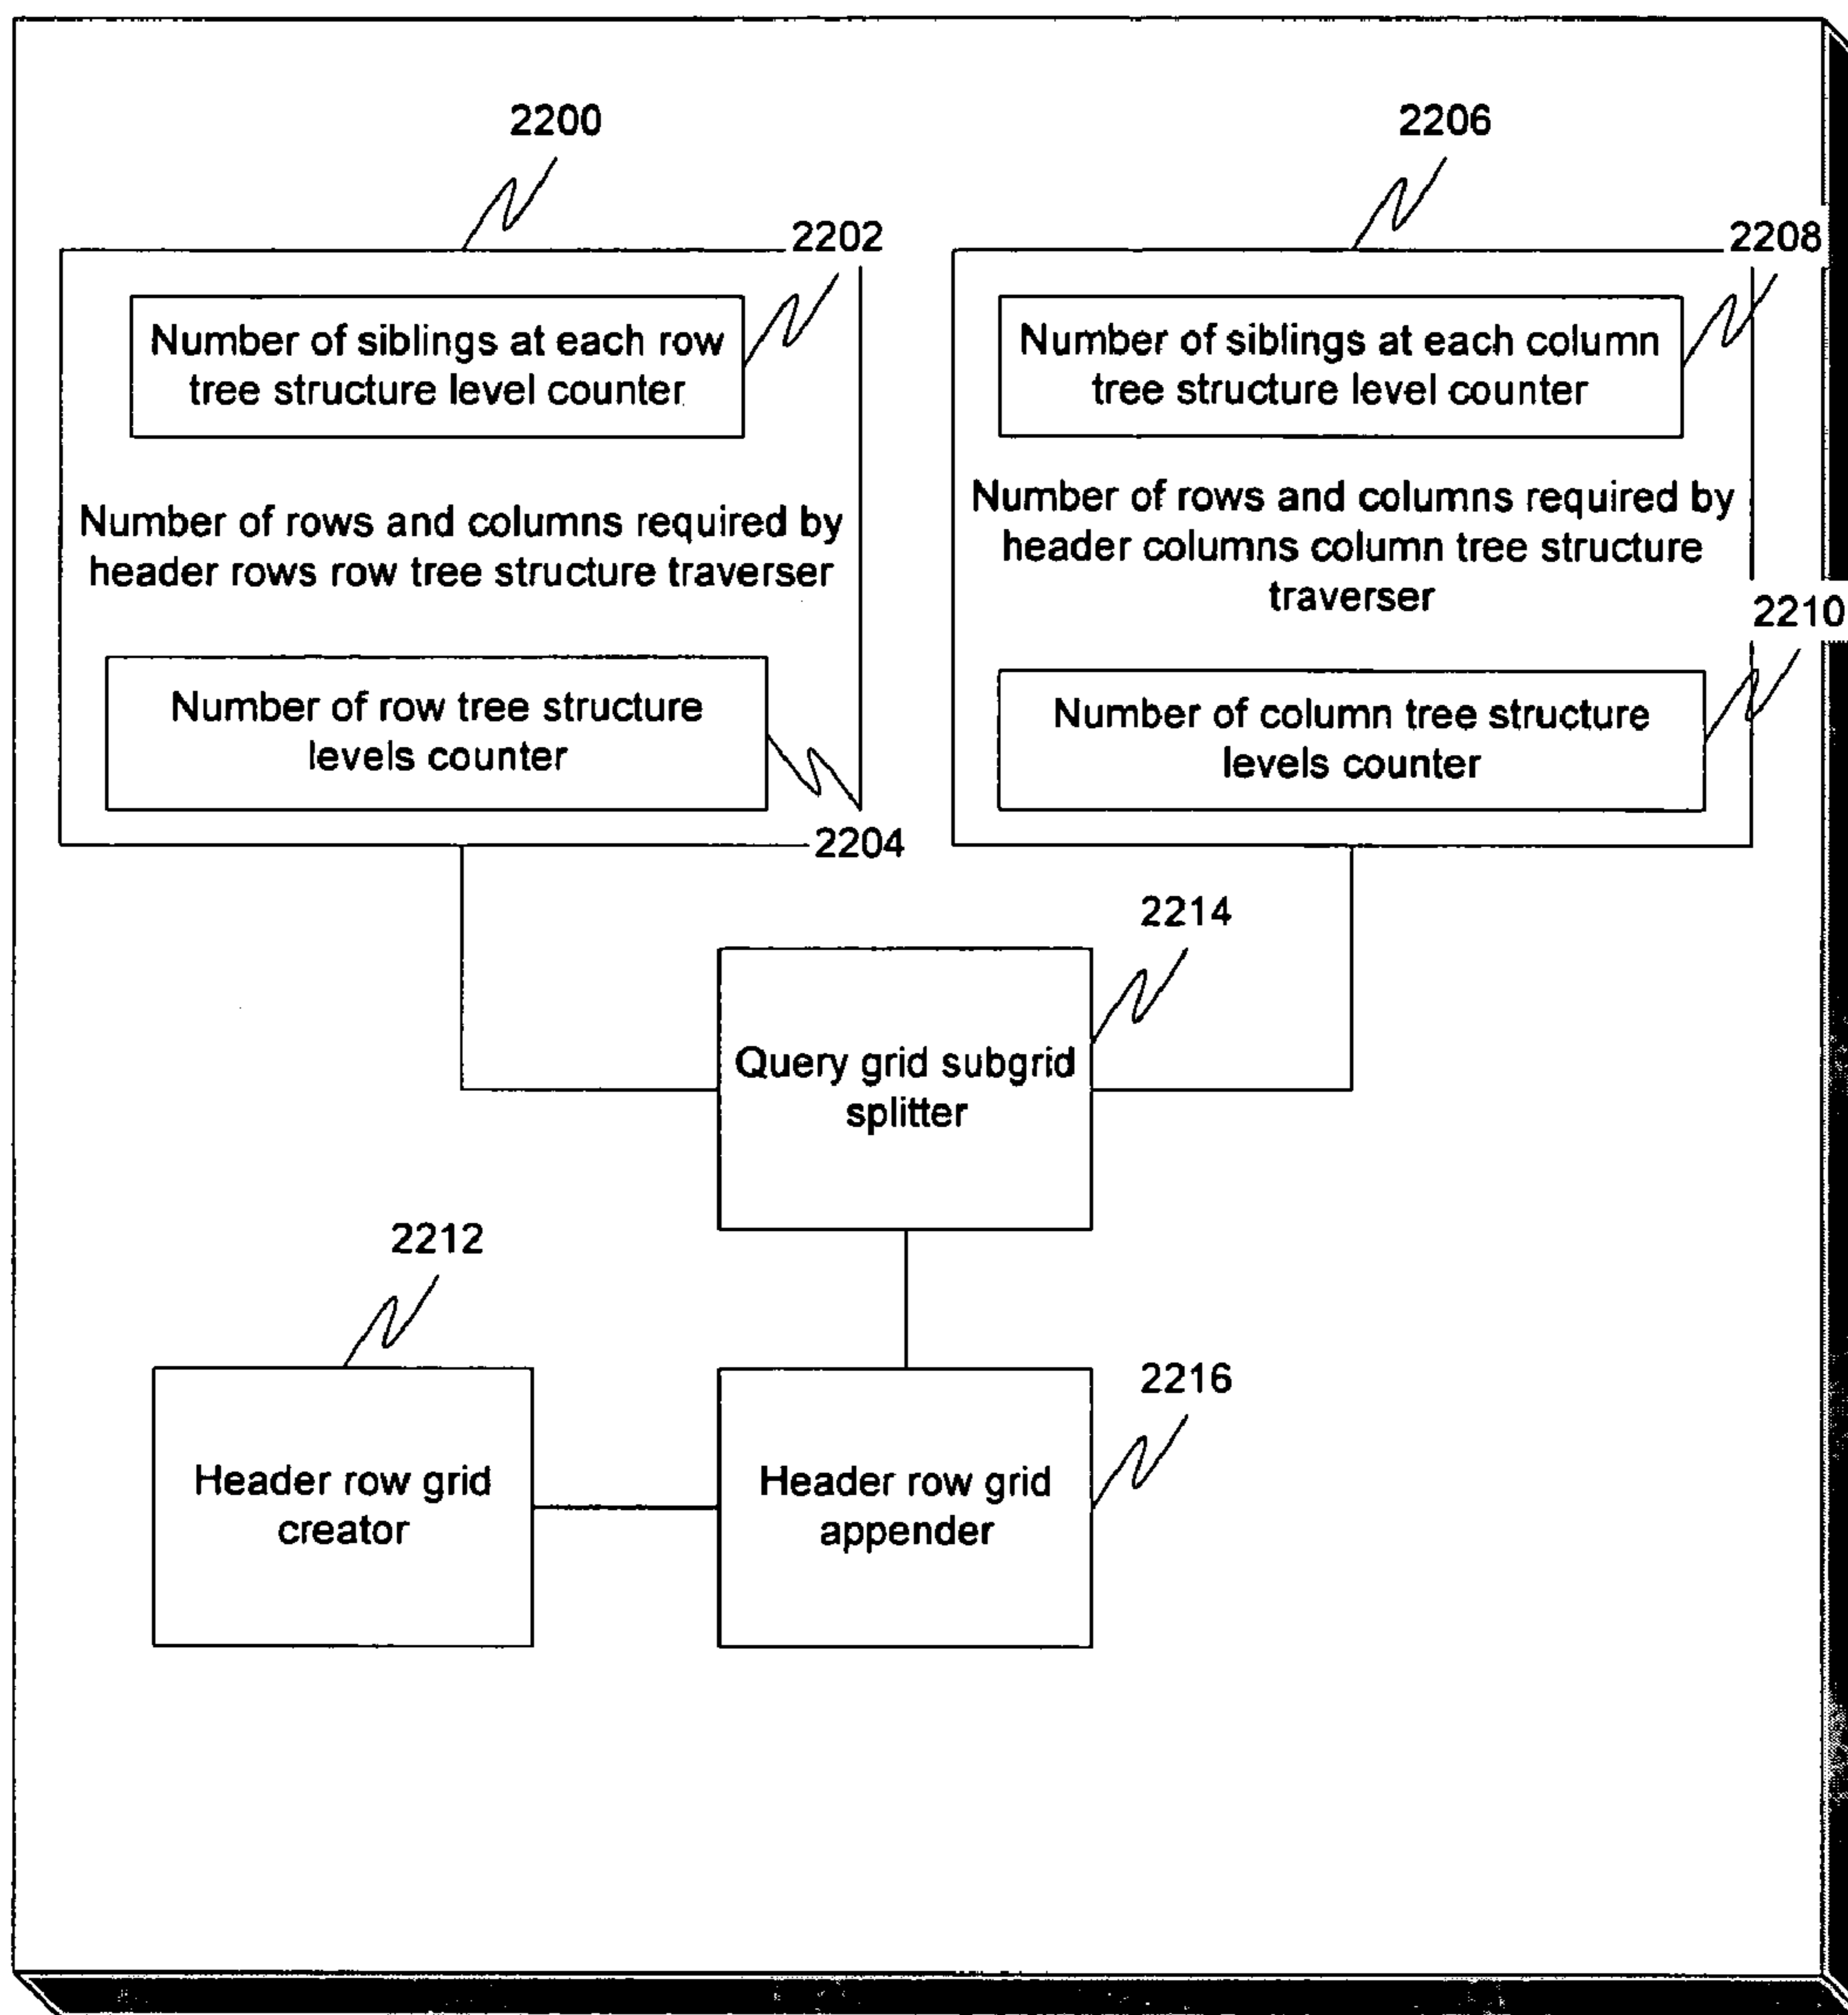 2200
2206
2202
2208
Number of siblings at each row
tree structure level counter
Number of siblings at each column
tree structure level counter
Number of rows and columns required by
header rows row tree structure traverser
Number of rows and columns required by
header columns column tree structure
traverser
2210
Number of row tree structure
levels counter
Number of column tree structure
levels counter
2204
2214
Query grid subgrid
splitter
2212
2216
Header row grid
creator
Header row grid
appender